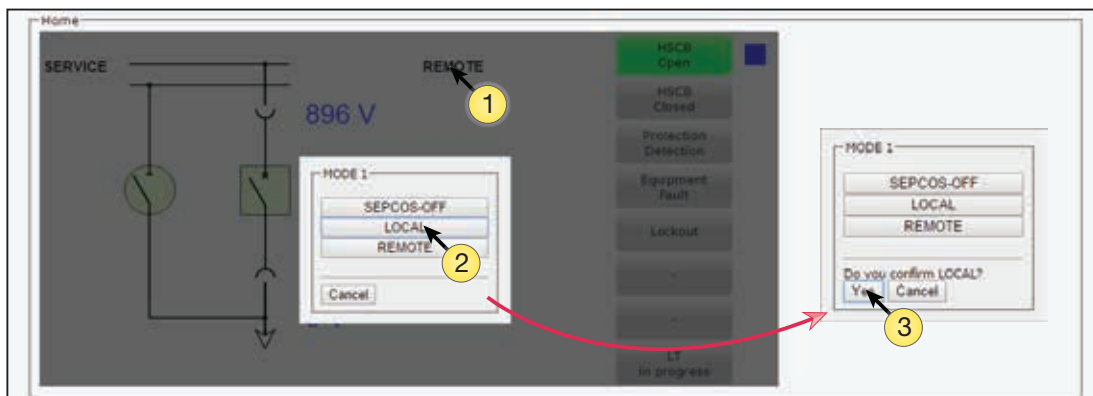 Home
SERVICE
REMOTE
1
896 V
HSCB
Open
HSCB
Closed
Protection
Detection
Equipment
Fault
Lockout
-
-
LT
in progress
MODE 1
SEPCOS-OFF
LOCAL
REMOTE
2
Cancel
MODE 1
SEPCOS-OFF
LOCAL
REMOTE
Do you confirm LOCAL?
Yes
Cancel
3